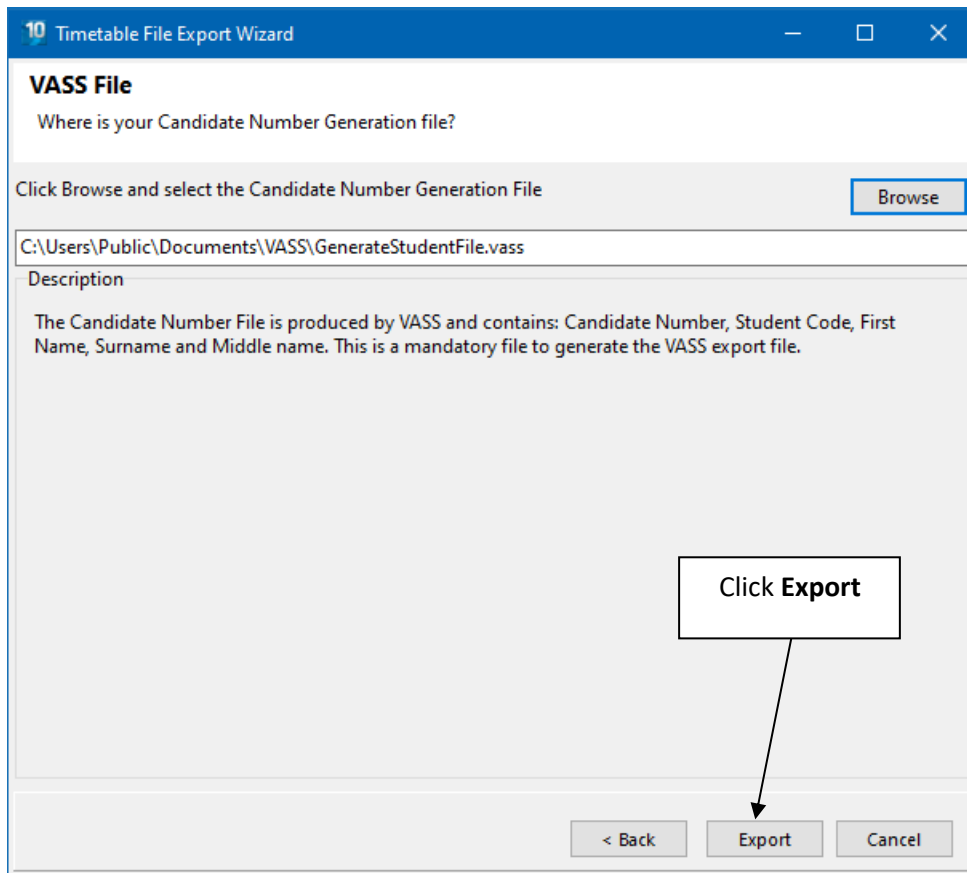 10 Timetable File Export Wizard
VASS File
Where is your Candidate Number Generation file?
Click Browse and select the Candidate Number Generation File
Browse
C:\Users\Public\Documents\VASS\GenerateStudentFile.vass
Description
The Candidate Number File is produced by VASS and contains: Candidate Number, Student Code, First
Name, Surname and Middle name. This is a mandatory file to generate the VASS export file.
Click Export
< Back Export Cancel